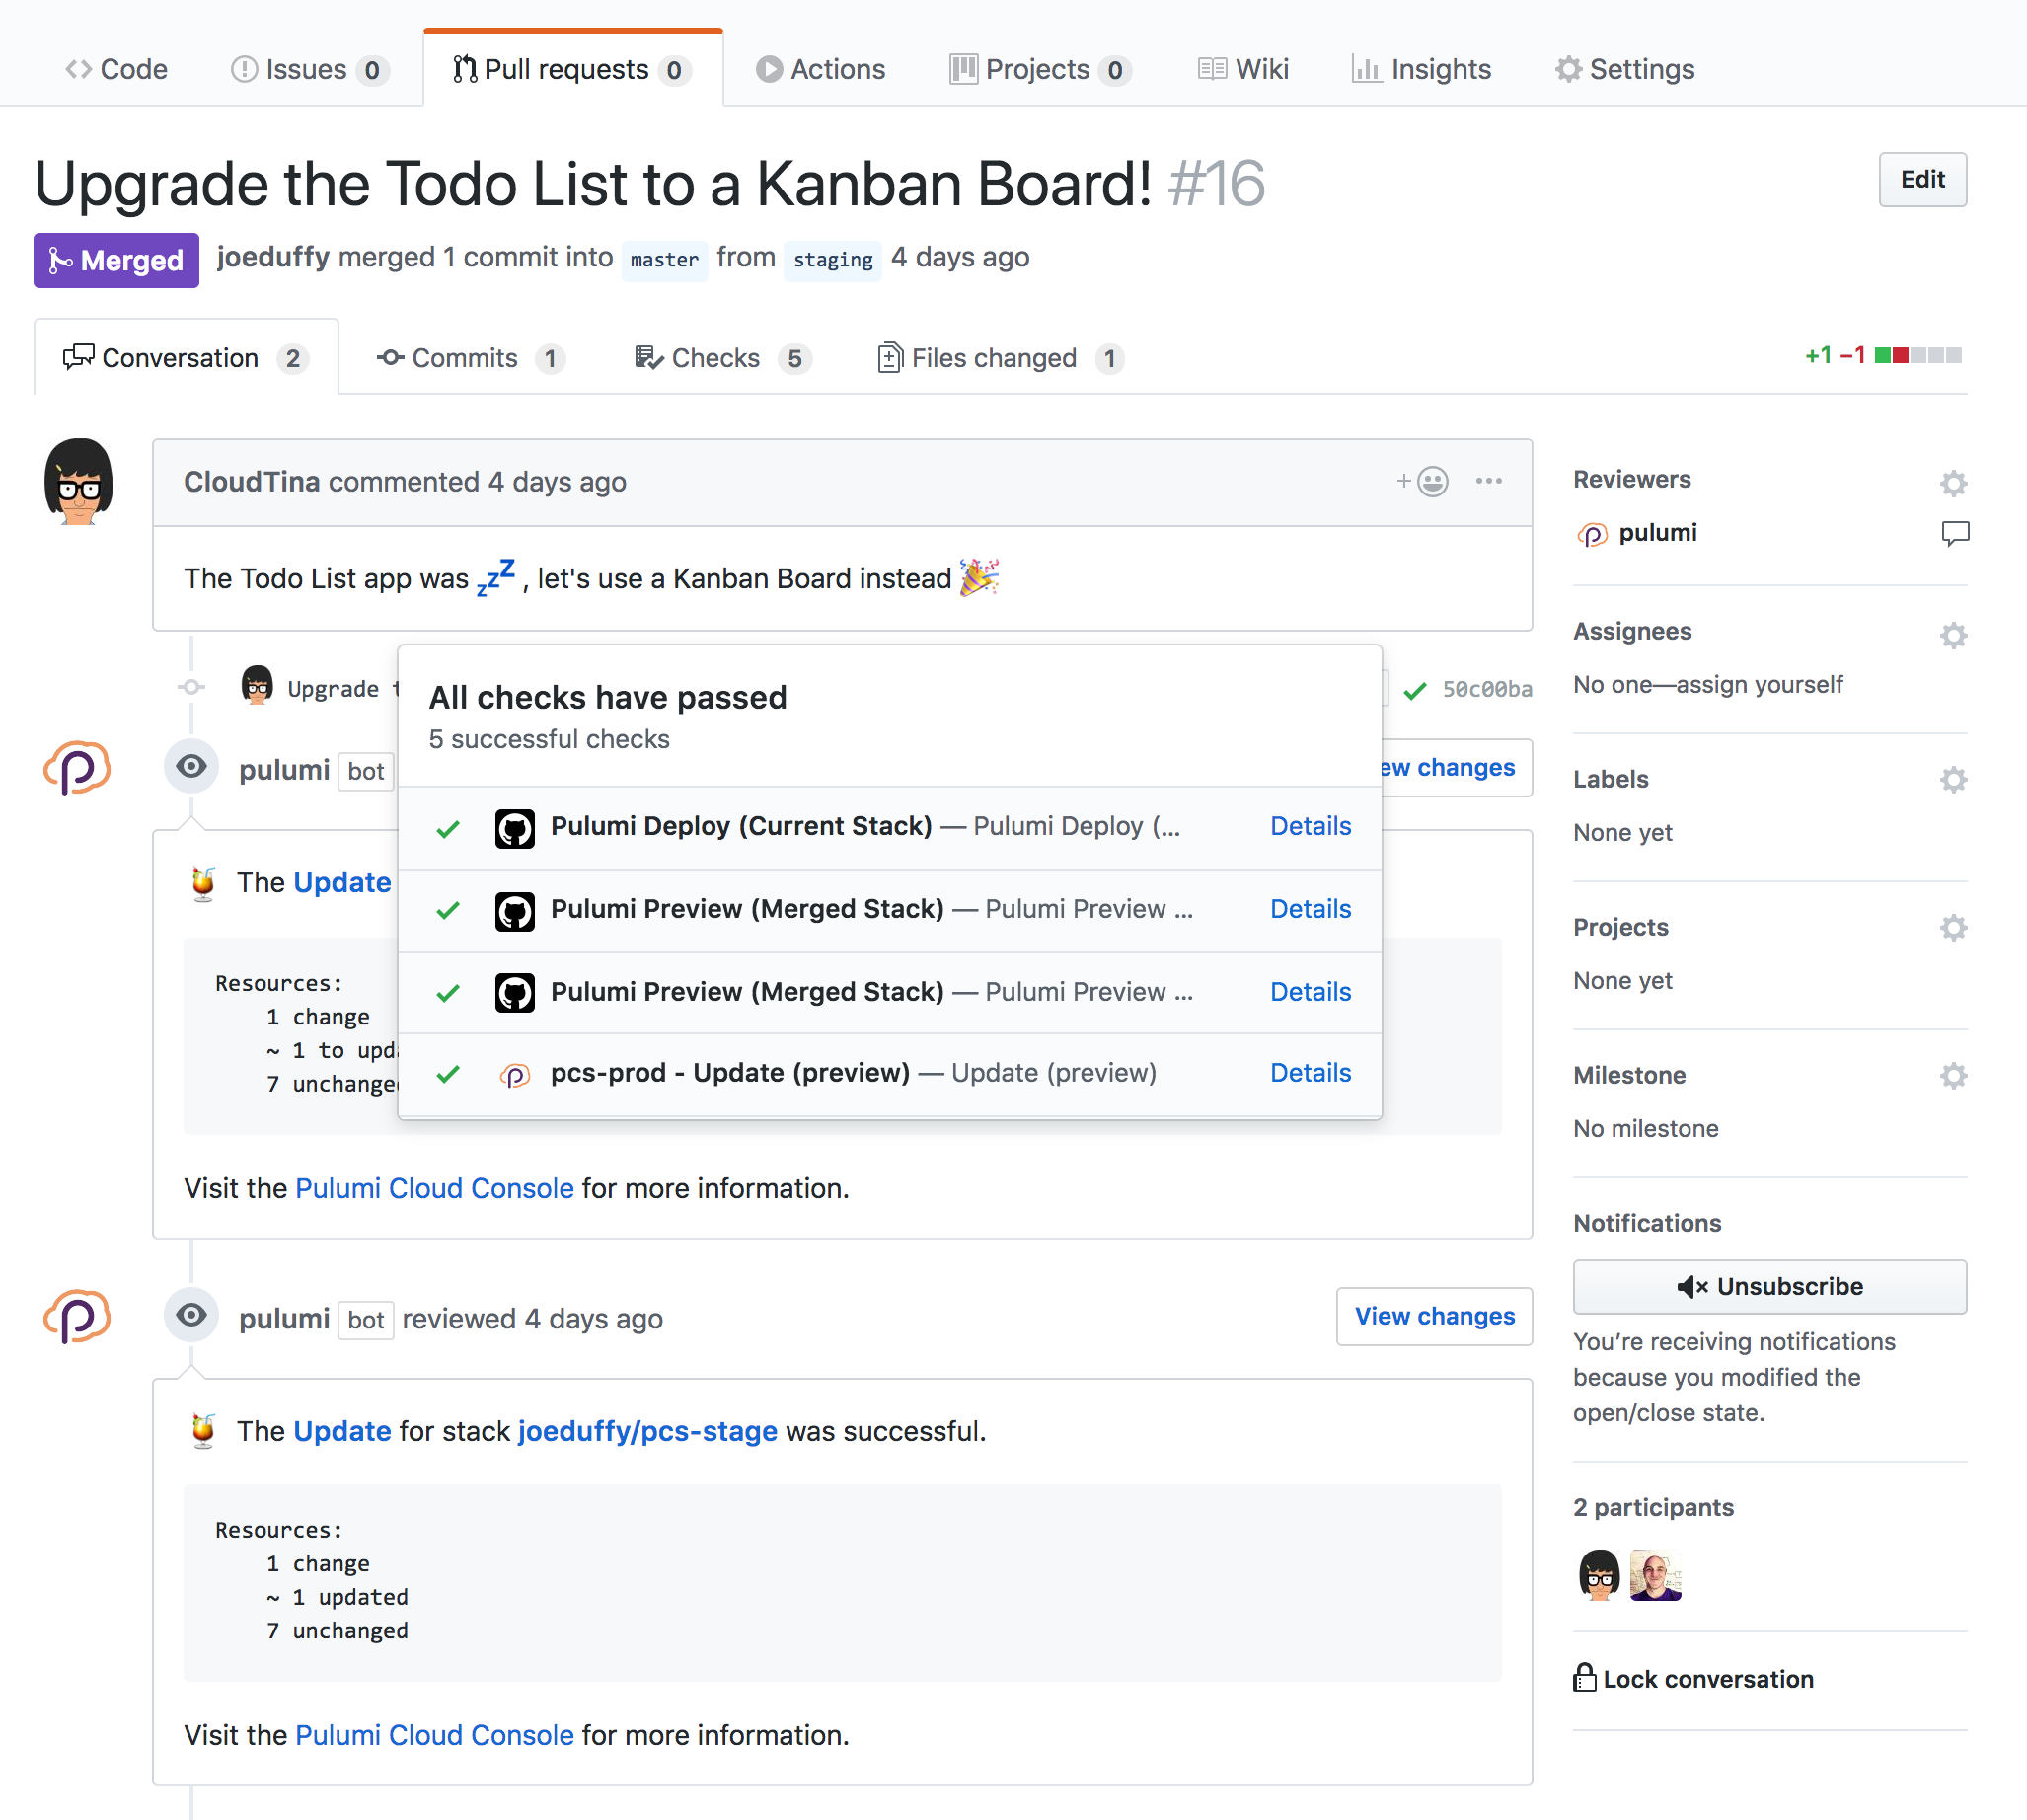 Code Issues 0 Pull requests 0 Actions Projects 0 Wiki Insights Settings
Upgrade the Todo List to a Kanban Board! #16
Edit
Merged joeduffy merged 1 commit into master from staging 4 days ago
Conversation 2 Commits 1 Checks 5 Files changed 1 +1 −1
CloudTina commented 4 days ago
The Todo List app was zzZ, let's use a Kanban Board instead
Upgrade
50c00ba
All checks have passed
5 successful checks
pulumi bot
changes
Pulumi Deploy (Current Stack) — Pulumi Deploy (... Details
Pulumi Preview (Merged Stack) — Pulumi Preview ... Details
Pulumi Preview (Merged Stack) — Pulumi Preview ... Details
pcs-prod - Update (preview) — Update (preview) Details
The Update
Resources:
1 change
~ 1 to
7 unchanged
Visit the Pulumi Cloud Console for more information.
pulumi bot reviewed 4 days ago
View changes
The Update for stack joeduffy/pcs-stage was successful.
Resources:
1 change
~ 1 updated
7 unchanged
Visit the Pulumi Cloud Console for more information.
Reviewers
pulumi
Assignees
No one—assign yourself
Labels
None yet
Projects
None yet
Milestone
No milestone
Notifications
Unsubscribe
You’re receiving notifications
because you modified the
open/close state.
2 participants
Lock conversation